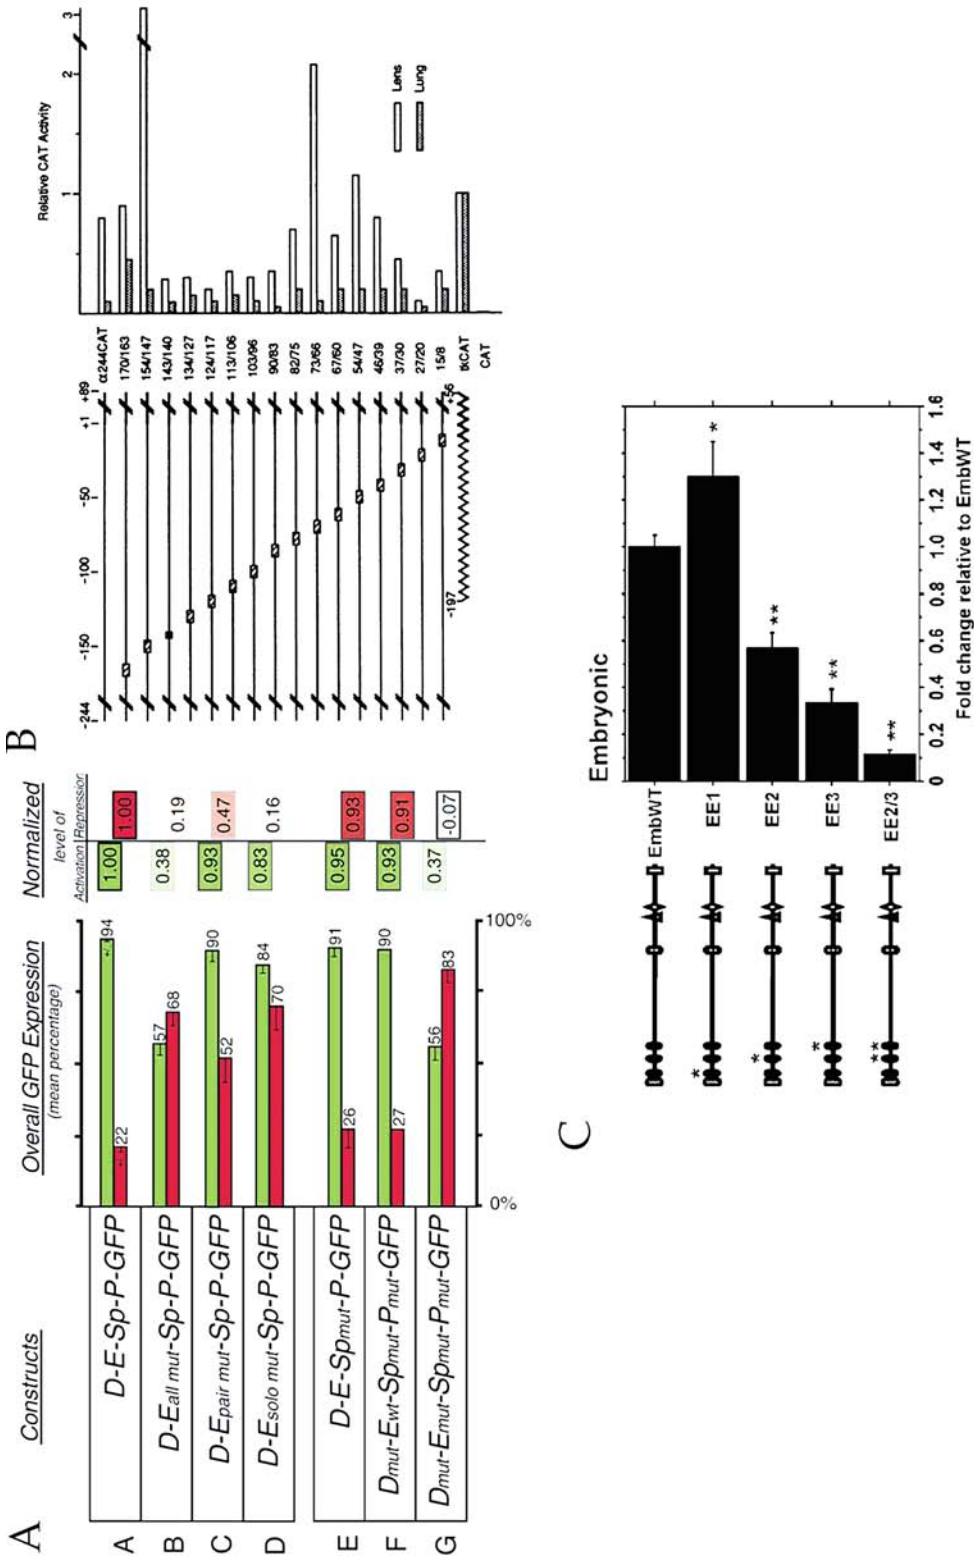 A
Constructs
Overall GFP Expression
(mean percentage)
Normalized
level of
Activation Repression
A D-E-Sp-P-GFP 94 22 1.00 1.00
B D-Eall mut-Sp-P-GFP 57 68 0.38 0.19
C D-Epair mut-Sp-P-GFP 90 52 0.93 0.47
D D-Esolo mut-Sp-P-GFP 84 70 0.83 0.16
E D-E-Spmut-P-GFP 91 26 0.95 0.93
F Dmut-Ewt-Spmut-Pmut-GFP 90 27 0.93 0.91
G Dmut-Emut-Spmut-Pmut-GFP 56 83 0.37 -0.07
0% 100%
B
-244 -150 -100 -50 +1 +89
Relative CAT Activity
1 2 3
α244CAT
170/163
154/147
143/140
134/127
124/117
113/106
103/96
90/83
82/75
73/66
67/60
54/47
46/39
37/30
27/20
15/8
-197 +56 tkCAT
CAT
Lens
Lung
C
Embryonic
EmbWT
* EE1 *
* EE2 **
* EE3 **
** EE2/3 **
0 0.2 0.4 0.6 0.8 1.0 1.2 1.4 1.6
Fold change relative to EmbWT